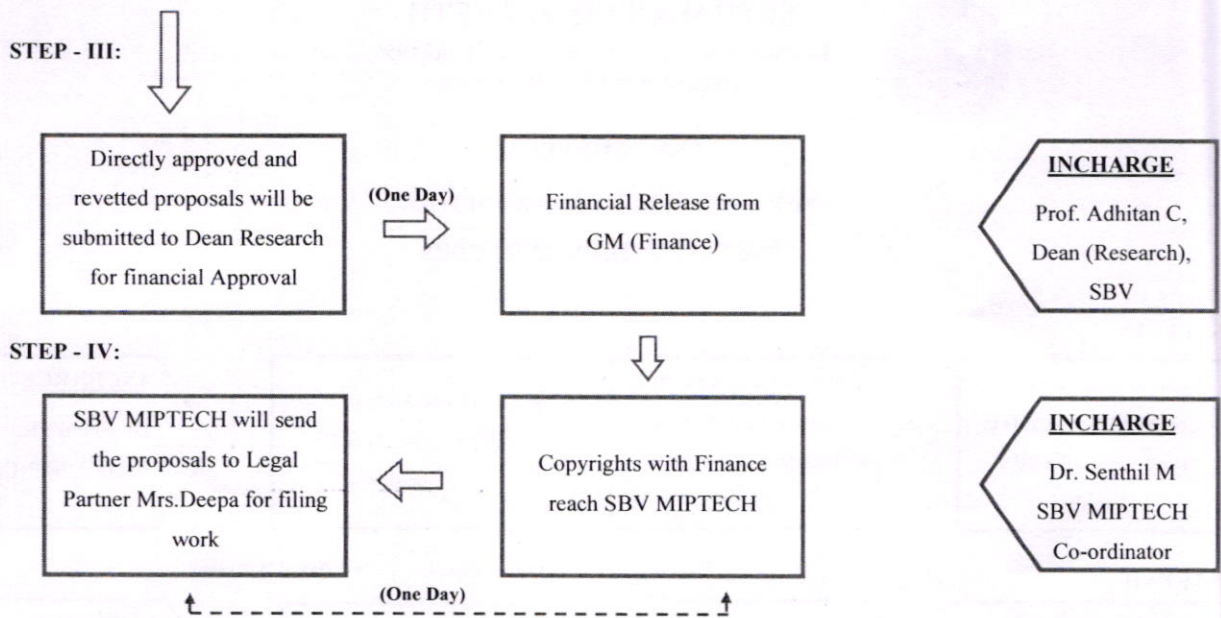 STEP - III:
Directly approved and
revetted proposals will be
submitted to Dean Research
for financial Approval
(One Day)
Financial Release from
GM (Finance)
INCHARGE
Prof. Adhitan C,
Dean (Research),
SBV
STEP - IV:
SBV MIPTECH will send
the proposals to Legal
Partner Mrs.Deepa for filing
work
Copyrights with Finance
reach SBV MIPTECH
INCHARGE
Dr. Senthil M
SBV MIPTECH
Co-ordinator
(One Day)